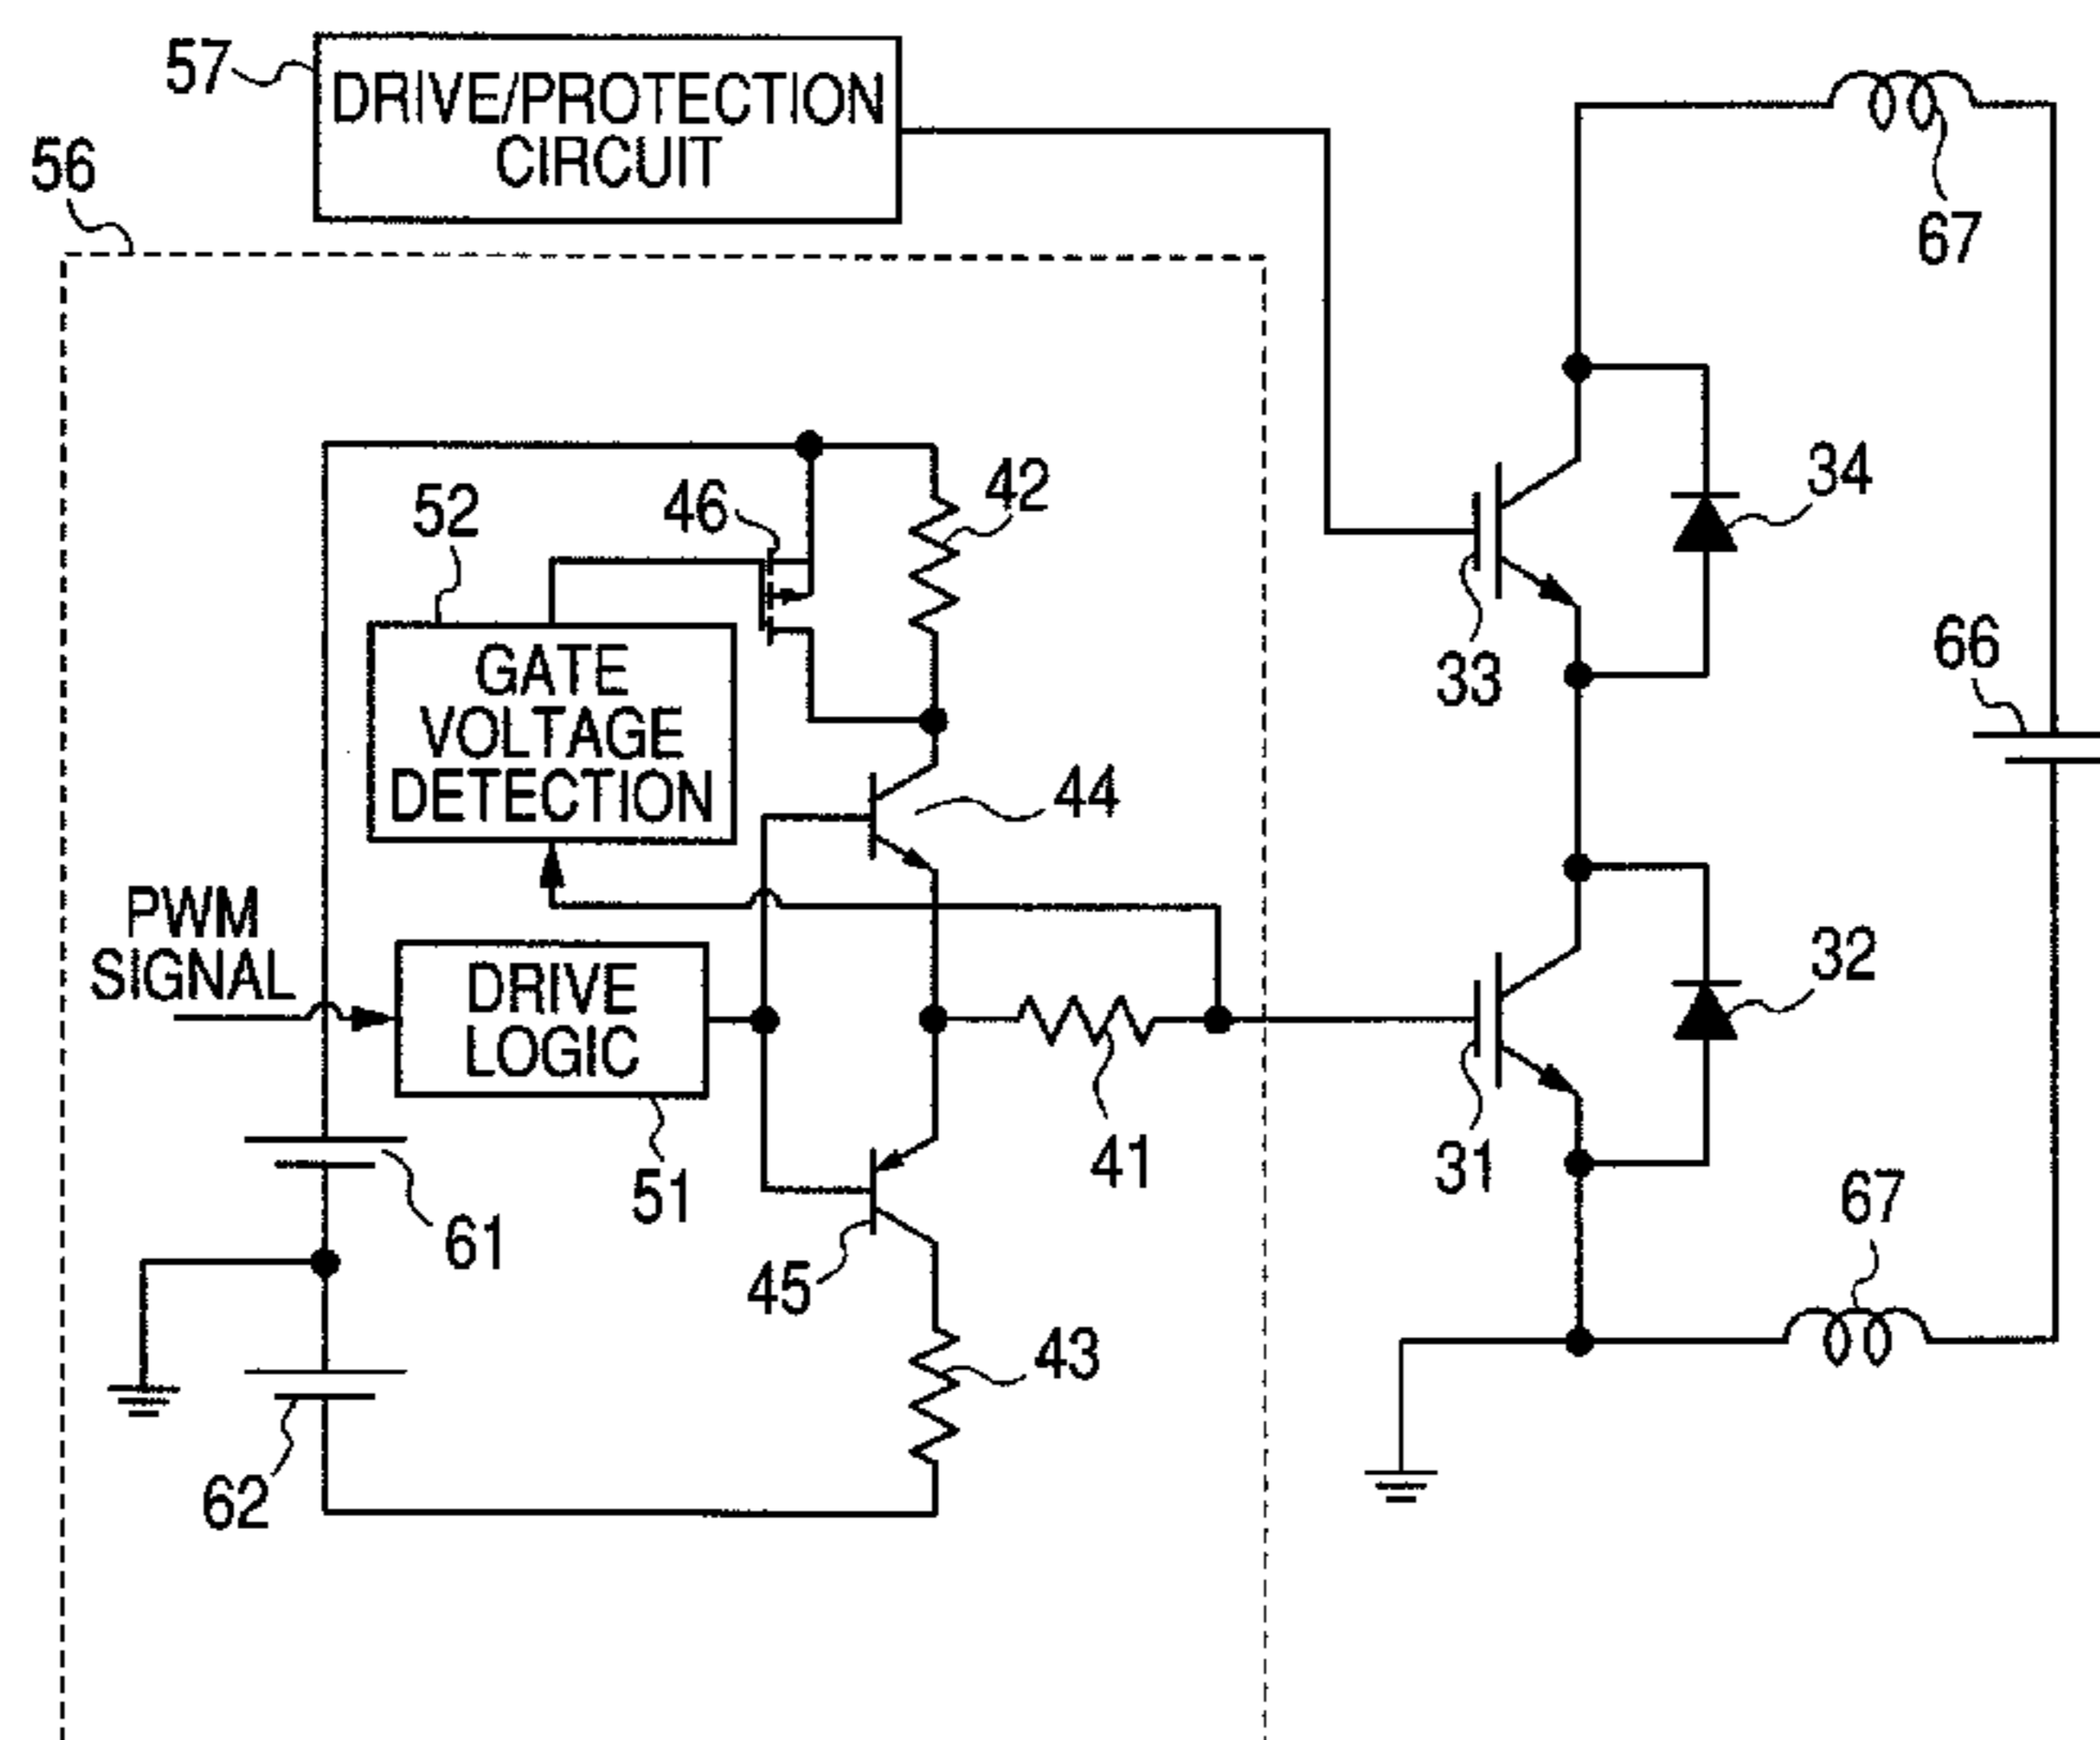 57
DRIVE/PROTECTION
CIRCUIT
56
67
52
46
42
34
GATE
VOLTAGE
DETECTION
33
66
44
PWM
SIGNAL
DRIVE
LOGIC
32
51
41
31
61
67
45
43
62